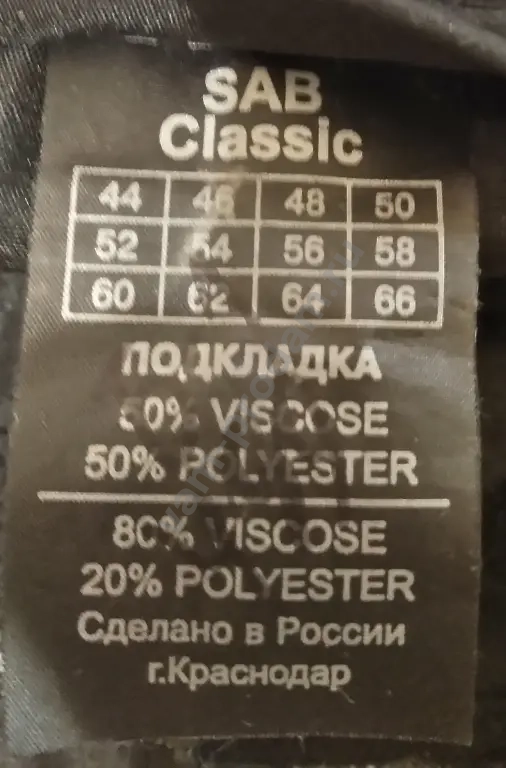 SAB
Classic
44 46 48 50
52 54 56 58
60 62 64 66
ПОДКЛАДКА
50% VISCOSE
50% POLYESTER
80% VISCOSE
20% POLYESTER
Сделано в России
г.Краснодар